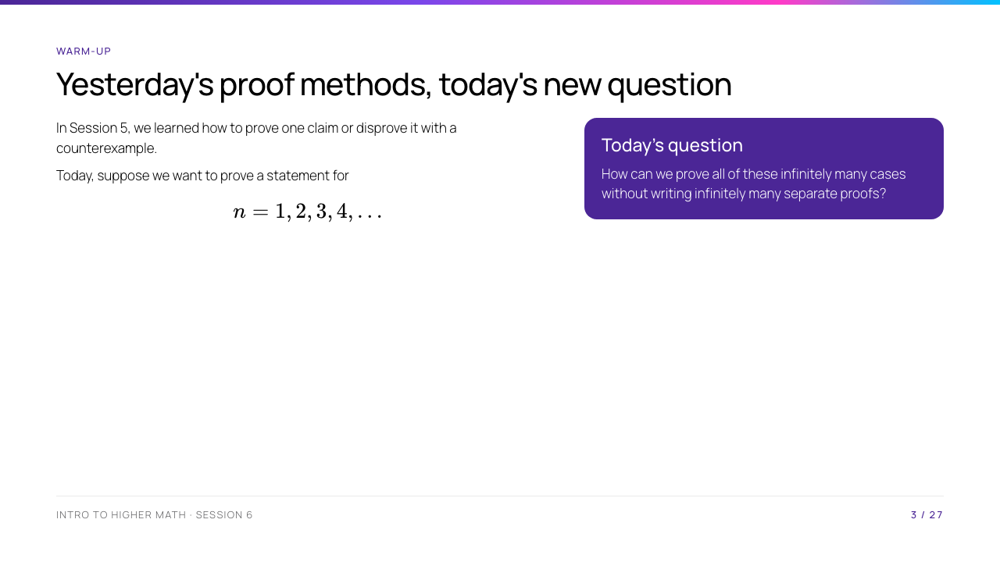 WARM-UP
Yesterday's proof methods, today's new question
In Session 5, we learned how to prove one claim or disprove it with a
counterexample.
Today, suppose we want to prove a statement for
n = 1, 2, 3, 4, . . .
Today’s question
How can we prove all of these infinitely many cases
without writing infinitely many separate proofs?
INTRO TO HIGHER MATH · SESSION 6
3 / 27